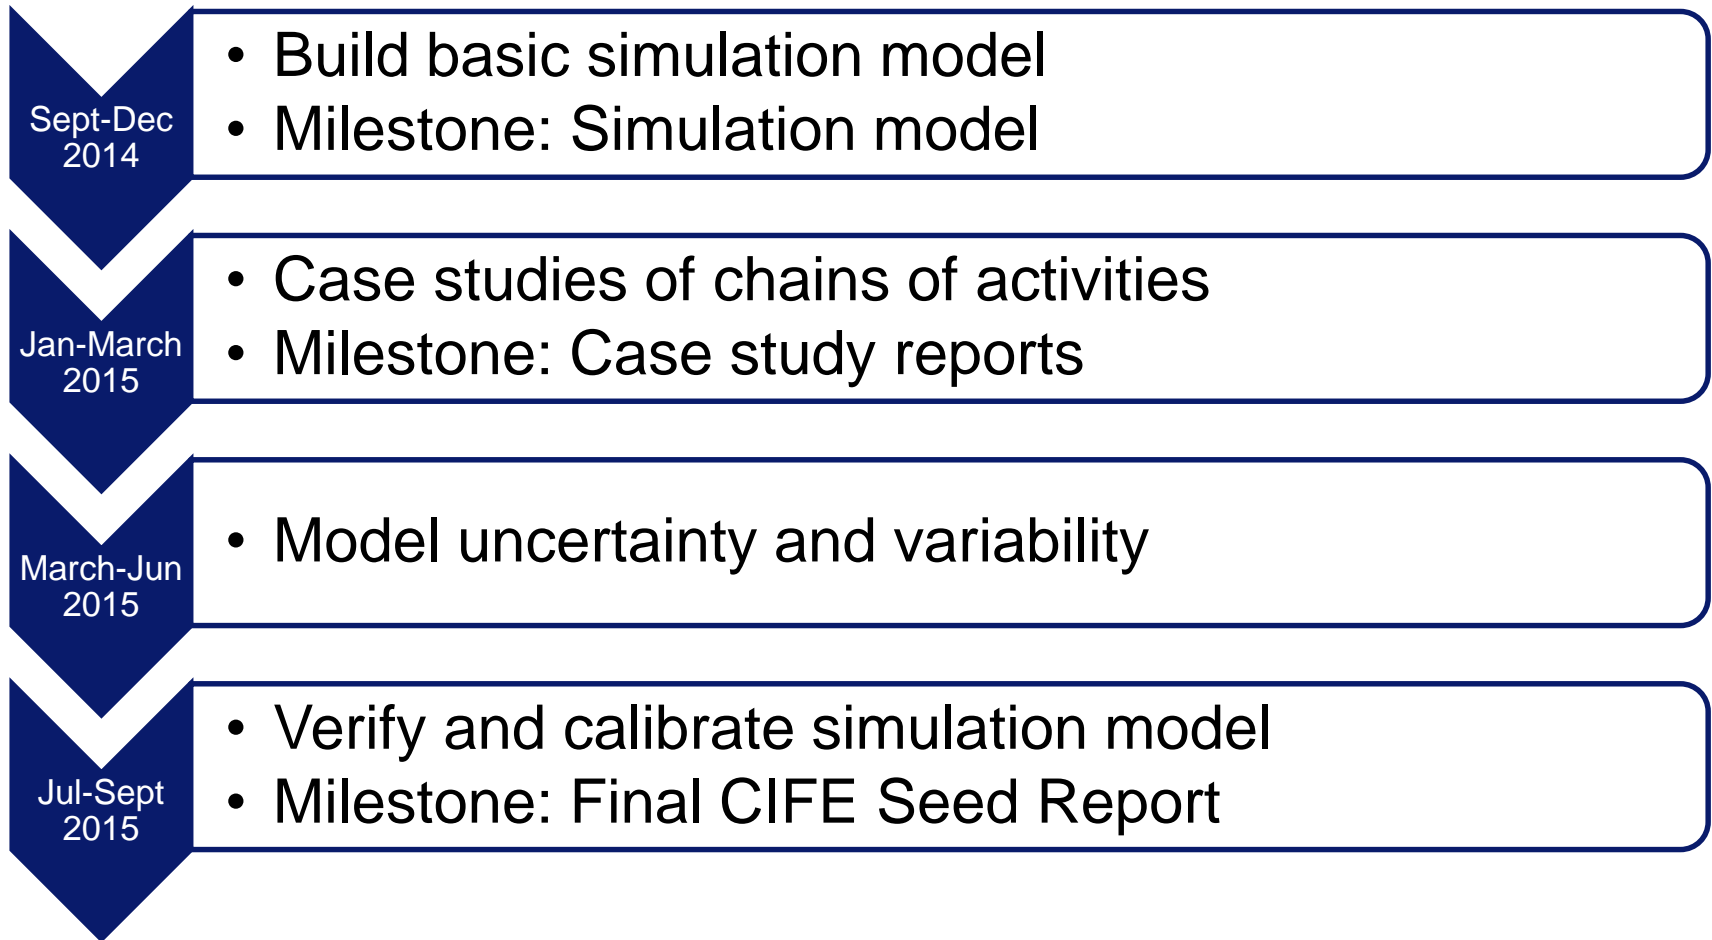 Sept-Dec
2014
• Build basic simulation model
• Milestone: Simulation model
Jan-March
2015
• Case studies of chains of activities
• Milestone: Case study reports
March-Jun
2015
• Model uncertainty and variability
Jul-Sept
2015
• Verify and calibrate simulation model
• Milestone: Final CIFE Seed Report